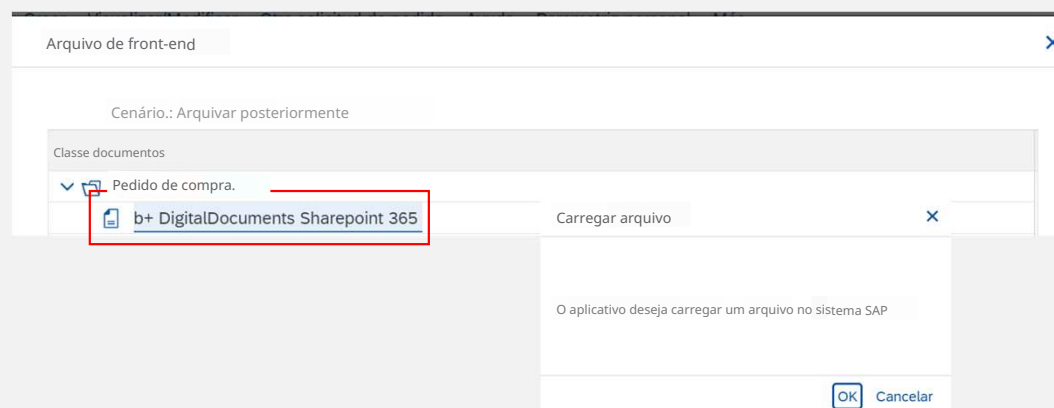 Arquivo de front-end
Cenário.: Arquivar posteriormente
Classe documentos
Pedido de compra.
b+ DigitalDocuments Sharepoint 365
Carregar arquivo
O aplicativo deseja carregar um arquivo no sistema SAP
OK Cancelar